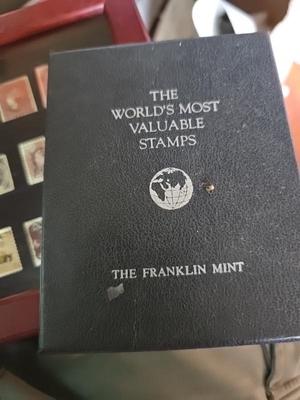 THE
WORLD'S MOST
VALUABLE
STAMPS
THE FRANKLIN MINT